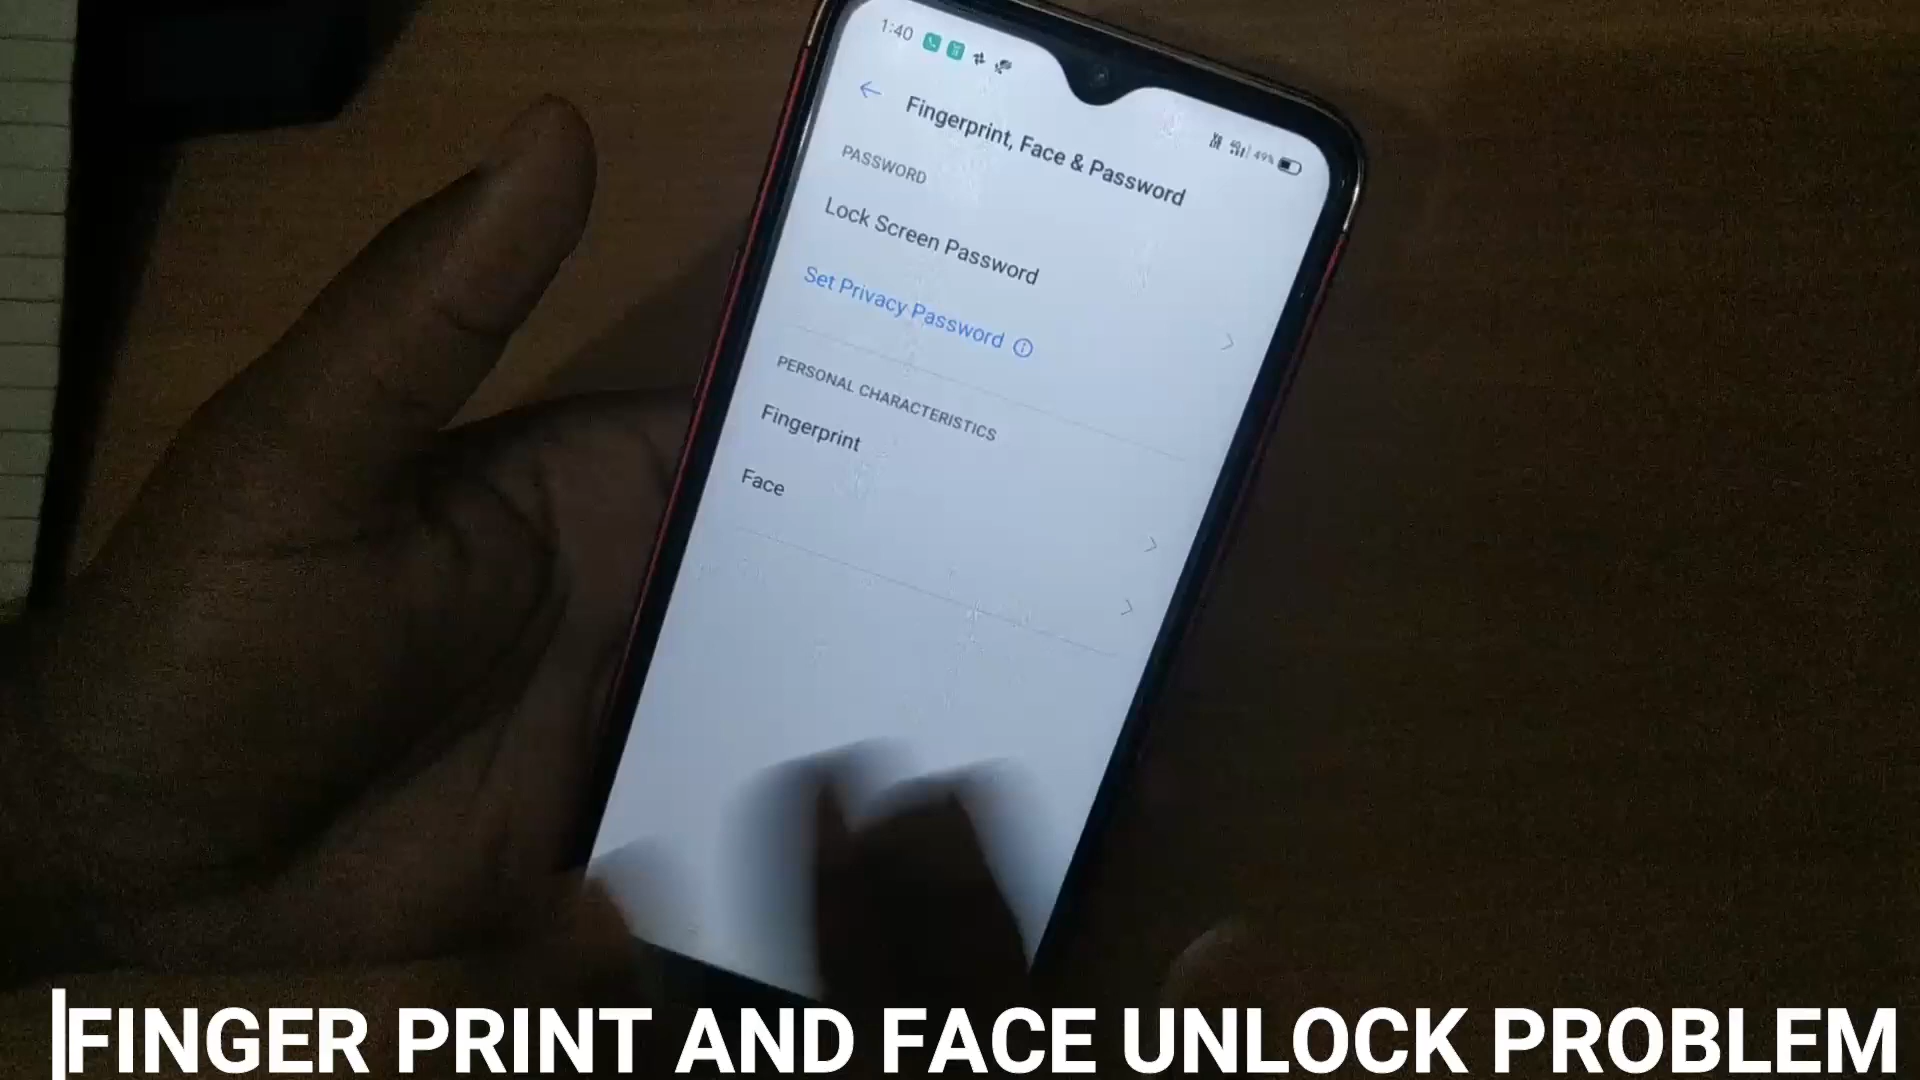 1:40
49%
Fingerprint, Face & Password
PASSWORD
Lock Screen Password
Set Privacy Password
PERSONAL CHARACTERISTICS
Fingerprint
Face
FINGER PRINT AND FACE UNLOCK PROBLEM